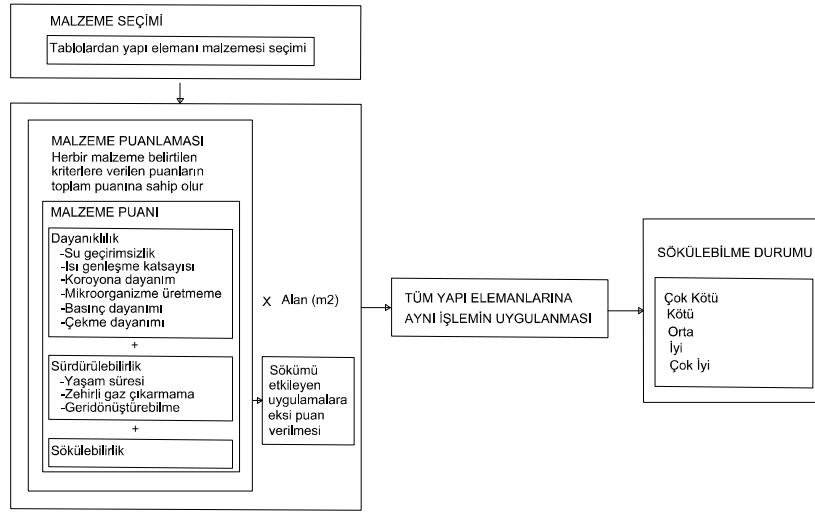 MALZEME SEÇİMİ
Tablolardan yapı elemanı malzemesi seçimi
MALZEME PUANLAMASI
Herbir malzeme belirtilen
kriterlere verilen puanların
toplam puanına sahip olur
MALZEME PUANI
Dayanıklılık
-Su geçirimsizlik
-Isı genleşme katsayısı
-Koroyona dayanım
-Mikroorganizme üretmeme
-Basınç dayanımı
-Çekme dayanımı
+
Sürdürülebilirlik
-Yaşam süresi
-Zehirli gaz çıkarmama
-Geridönüştürebilme
+
Sökülebilirlik
X Alan (m2)
Sökümü
etkileyen
uygulamalara
eksi puan
verilmesi
TÜM YAPI ELEMANLARINA
AYNI İŞLEMİN UYGULANMASI
SÖKÜLEBİLME DURUMU
Çok Kötü
Kötü
Orta
İyi
Çok İyi